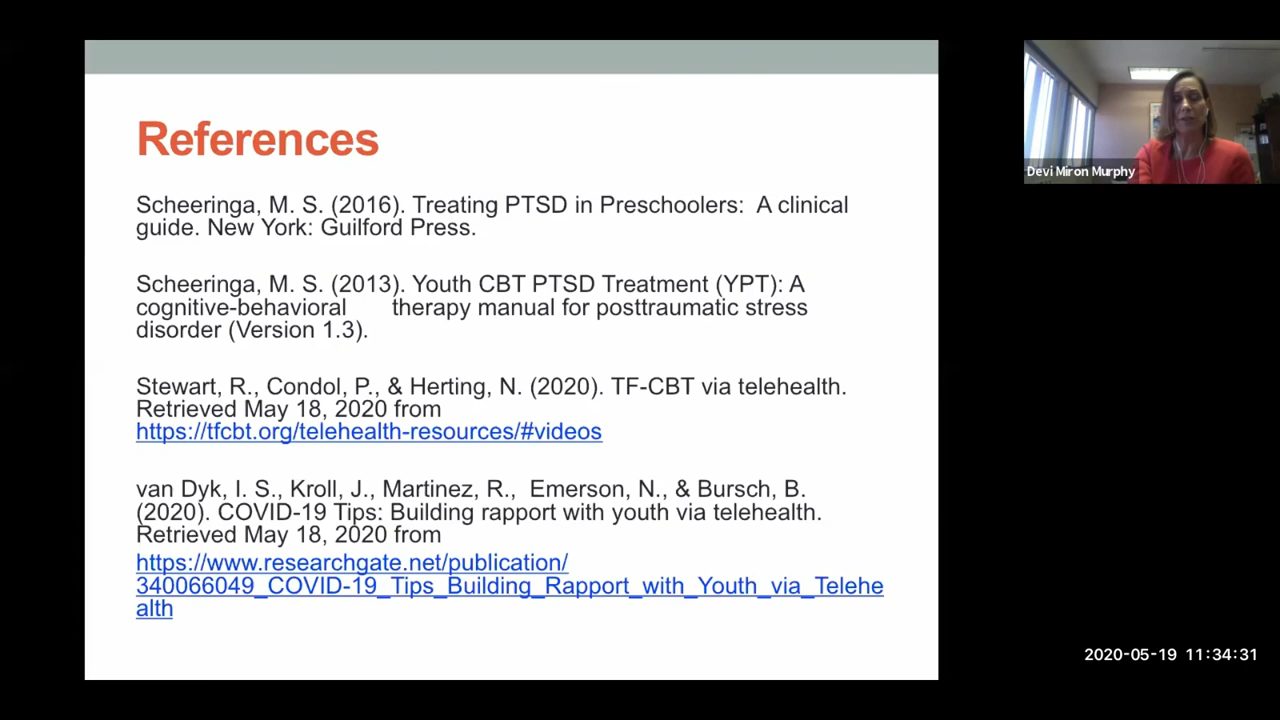 References
Scheeringa, M. S. (2016). Treating PTSD in Preschoolers:  A clinical
guide. New York: Guilford Press.
Scheeringa, M. S. (2013). Youth CBT PTSD Treatment (YPT): A
cognitive-behavioral therapy manual for posttraumatic stress
disorder (Version 1.3).
Stewart, R., Condol, P., & Herting, N. (2020). TF-CBT via telehealth.
Retrieved May 18, 2020 from
https://tfcbt.org/telehealth-resources/#videos
van Dyk, I. S., Kroll, J., Martinez, R.,  Emerson, N., & Bursch, B.
(2020). COVID-19 Tips: Building rapport with youth via telehealth.
Retrieved May 18, 2020 from
https://www.researchgate.net/publication/
340066049_COVID-19_Tips_Building_Rapport_with_Youth_via_Telehe
alth
Devi Miron Murphy
2020-05-19 11:34:31